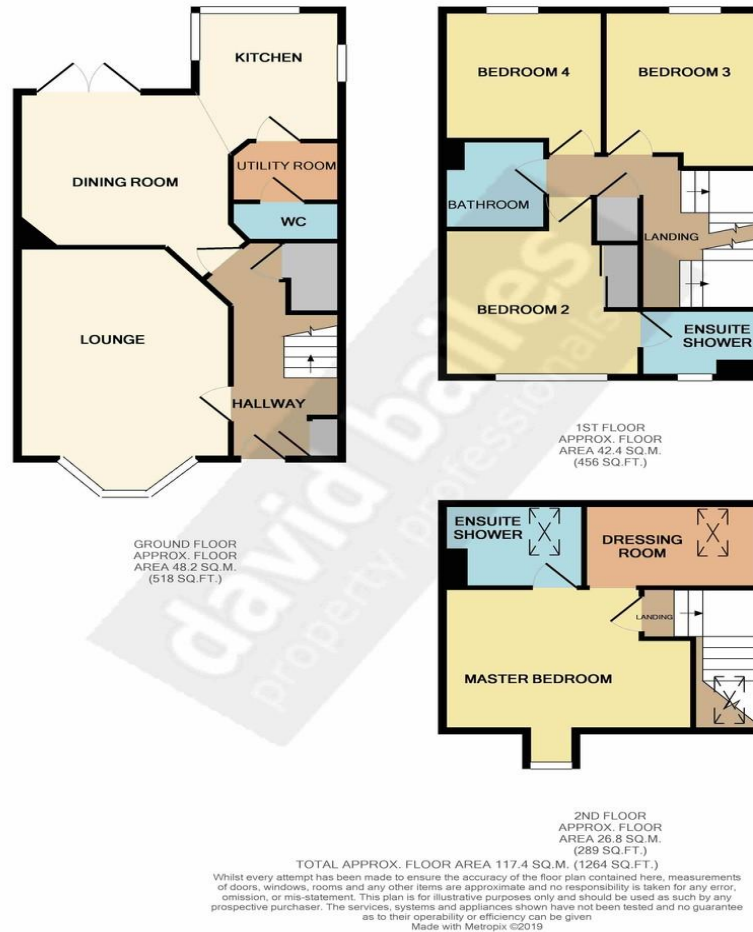 KITCHEN
DINING ROOM
UTILITY ROOM
WC
LOUNGE
HALLWAY
GROUND FLOOR
APPROX. FLOOR
AREA 48.2 SQ.M.
(518 SQ.FT.)
BEDROOM 4
BEDROOM 3
BATHROOM
LANDING
BEDROOM 2
ENSUITE
SHOWER
1ST FLOOR
APPROX. FLOOR
AREA 42.4 SQ.M.
(456 SQ.FT.)
ENSUITE
SHOWER
DRESSING
ROOM
LANDING
MASTER BEDROOM
2ND FLOOR
APPROX. FLOOR
AREA 26.8 SQ.M.
(289 SQ.FT.)
TOTAL APPROX. FLOOR AREA 117.4 SQ.M. (1264 SQ.FT.)
Whilst every attempt has been made to ensure the accuracy of the floor plan contained here, measurements
of doors, windows, rooms and any other items are approximate and no responsibility is taken for any error,
omission, or mis-statement. This plan is for illustrative purposes only and should be used as such by any
prospective purchaser. The services, systems and appliances shown have not been tested and no guarantee
as to their operability or efficiency can be given
Made with Metropix ©2019
david bailes
property professionals